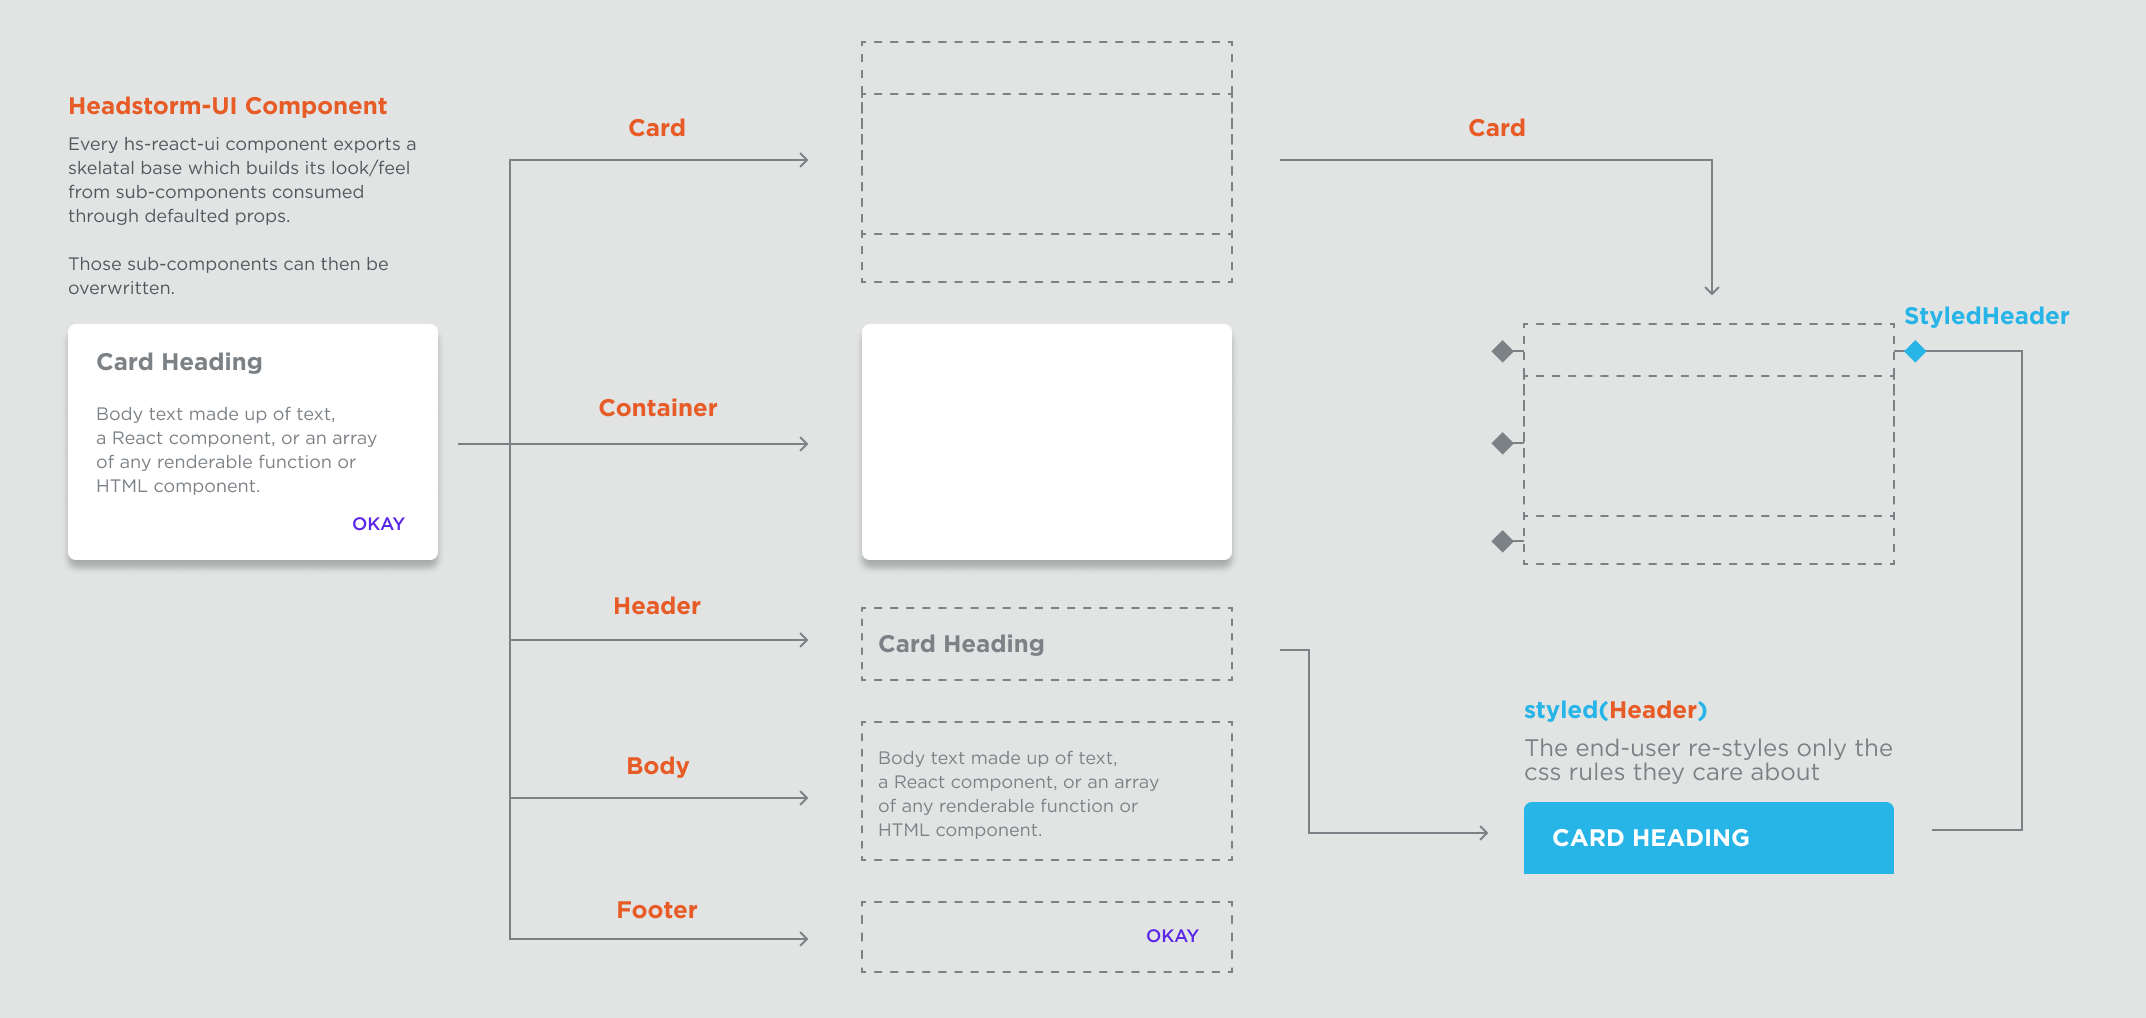 Headstorm-UI Component
Every hs-react-ui component exports a
skelatal base which builds its look/feel
from sub-components consumed
through defaulted props.
Those sub-components can then be
overwritten.
Card Heading
Body text made up of text,
a React component, or an array
of any renderable function or
HTML component.
OKAY
Card
Container
Header
Body
Footer
Card Heading
Body text made up of text,
a React component, or an array
of any renderable function or
HTML component.
OKAY
Card
StyledHeader
styled(Header)
The end-user re-styles only the
css rules they care about
CARD HEADING